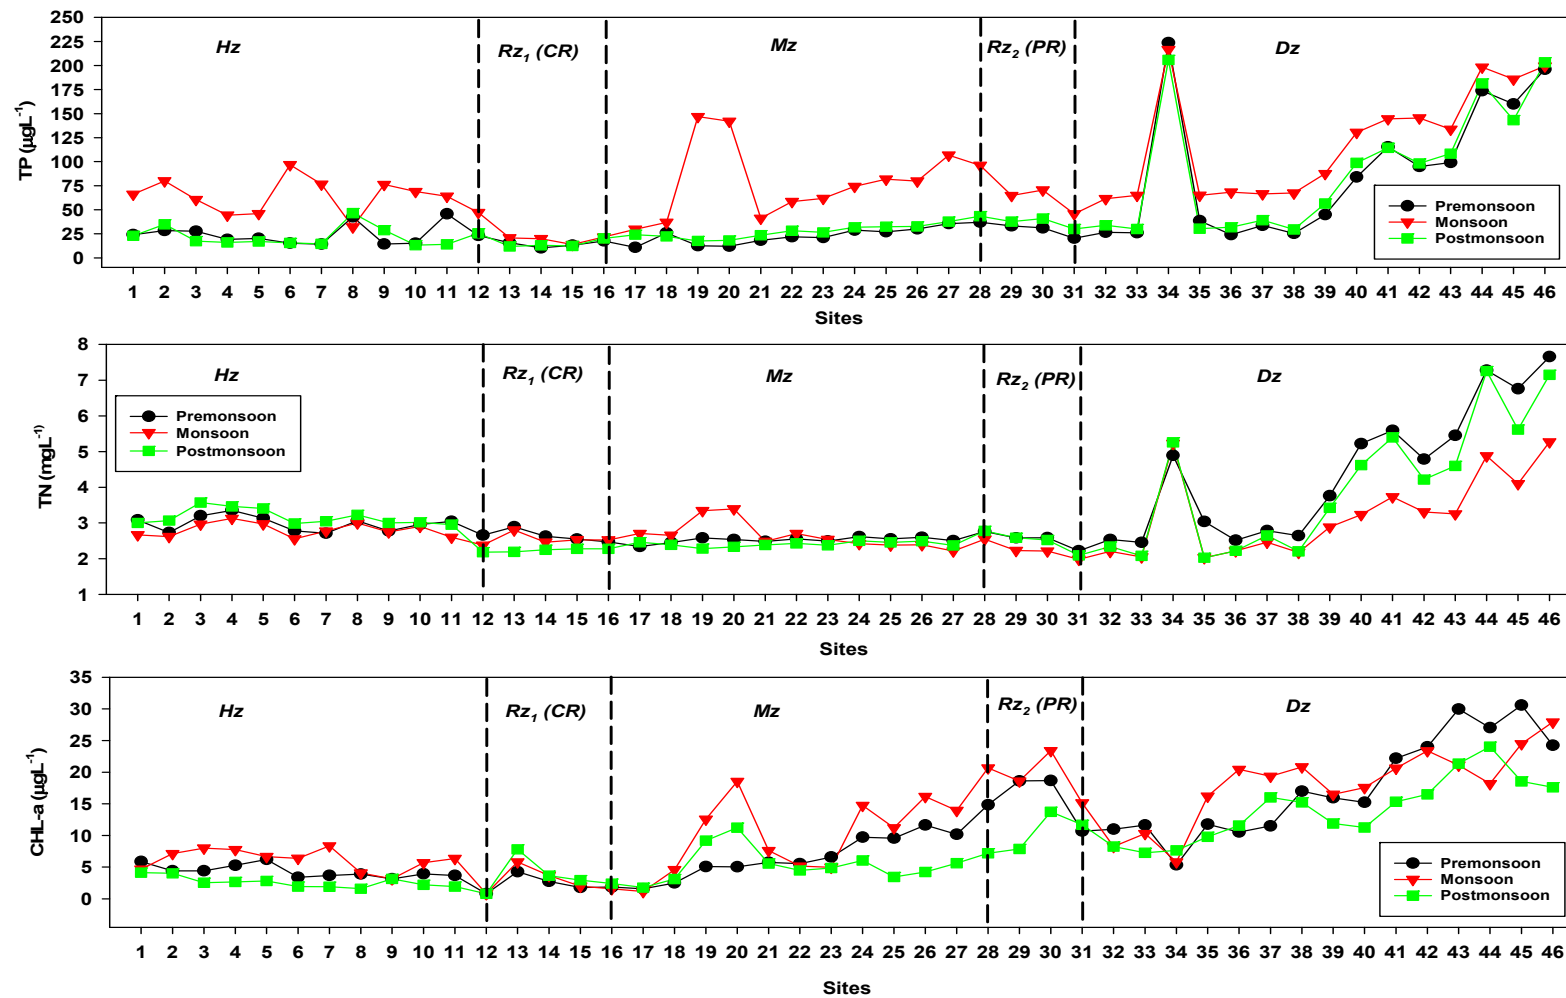 250
225
200
175
150
125
100
75
50
25
0
TP (µgL⁻¹)
Hz
Rz₁ (CR)
Mz
Rz₂ (PR)
Dz
Premonsoon
Monsoon
Postmonsoon
1 2 3 4 5 6 7 8 9 10 11 12 13 14 15 16 17 18 19 20 21 22 23 24 25 26 27 28 29 30 31 32 33 34 35 36 37 38 39 40 41 42 43 44 45 46
Sites
8
7
6
5
4
3
2
1
TN (mgL⁻¹)
Hz
Rz₁ (CR)
Mz
Rz₂ (PR)
Dz
Premonsoon
Monsoon
Postmonsoon
1 2 3 4 5 6 7 8 9 10 11 12 13 14 15 16 17 18 19 20 21 22 23 24 25 26 27 28 29 30 31 32 33 34 35 36 37 38 39 40 41 42 43 44 45 46
Sites
35
30
25
20
15
10
5
0
CHL-a (µgL⁻¹)
Hz
Rz₁ (CR)
Mz
Rz₂ (PR)
Dz
Premonsoon
Monsoon
Postmonsoon
1 2 3 4 5 6 7 8 9 10 11 12 13 14 15 16 17 18 19 20 21 22 23 24 25 26 27 28 29 30 31 32 33 34 35 36 37 38 39 40 41 42 43 44 45 46
Sites